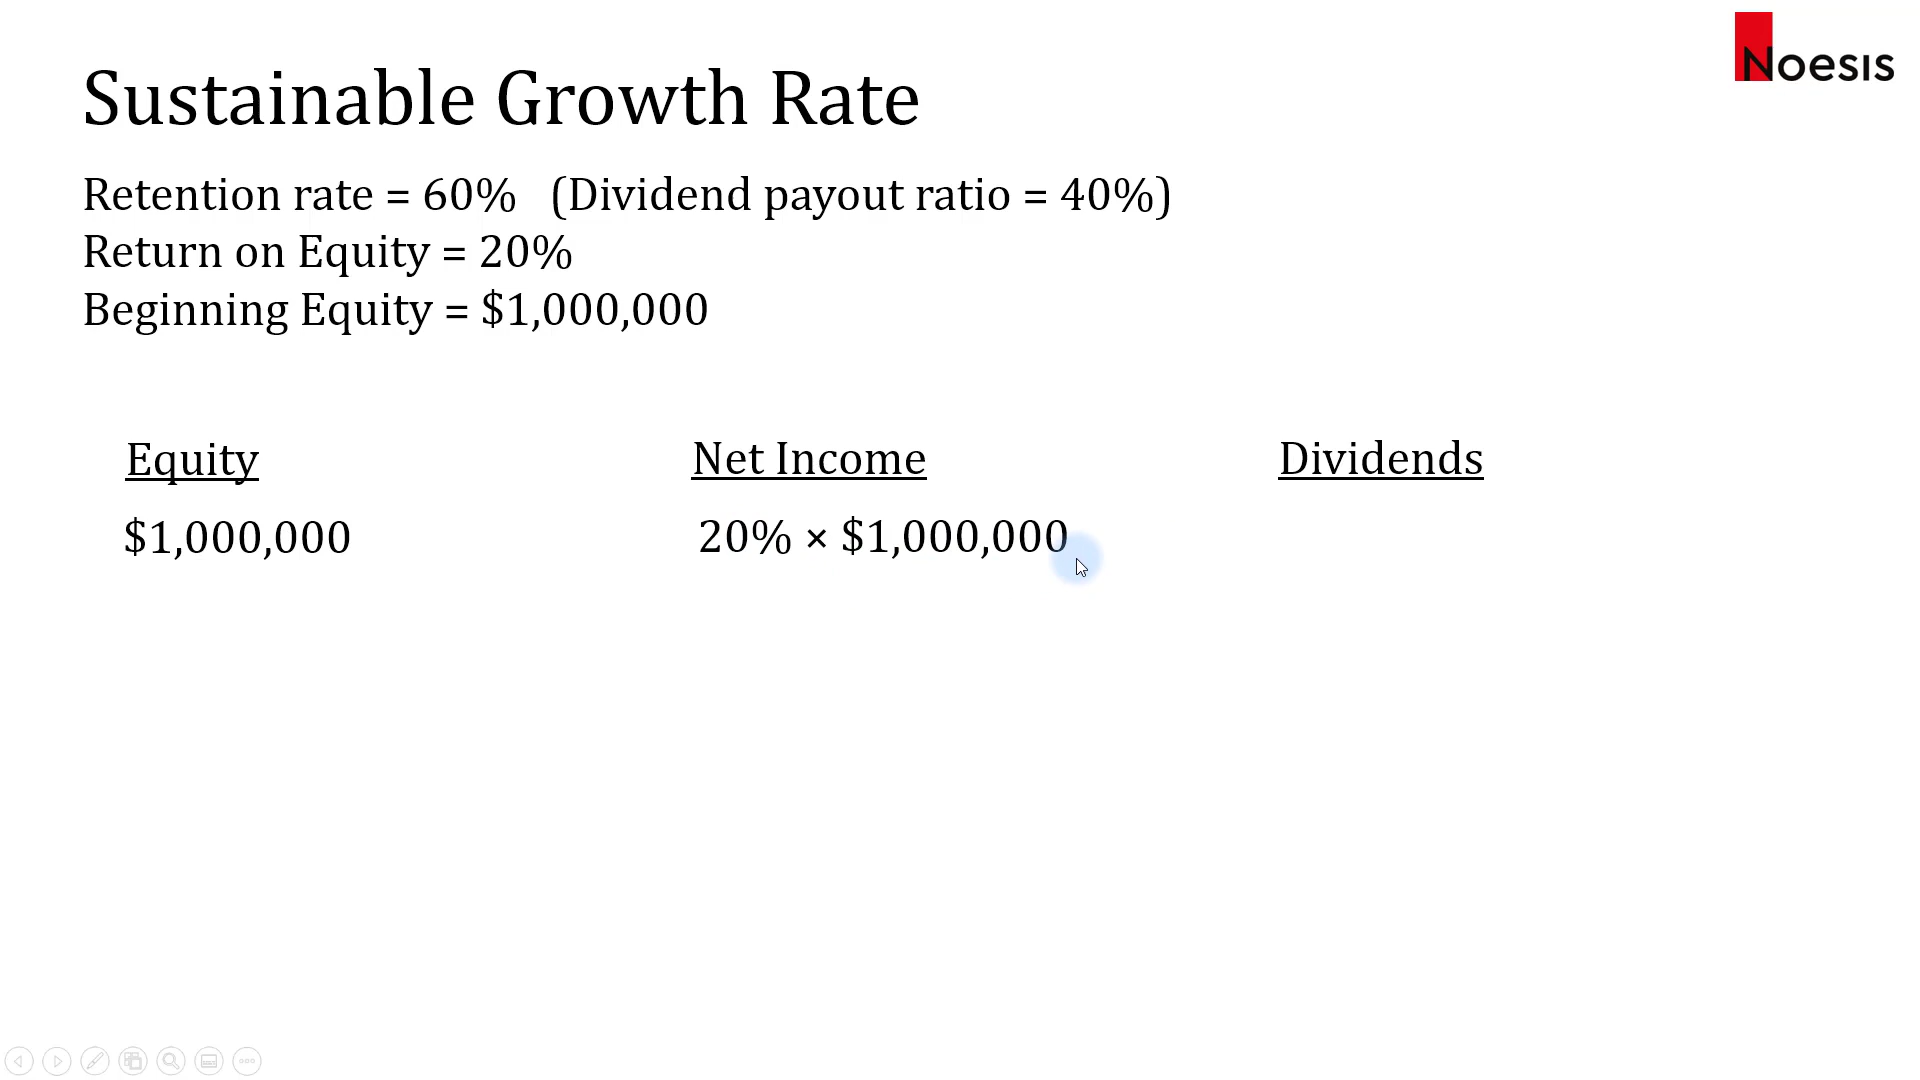 Noesis
Sustainable Growth Rate
Retention rate = 60% (Dividend payout ratio = 40%)
Return on Equity = 20%
Beginning Equity = $1,000,000
Equity Net Income Dividends
$1,000,000 20% × $1,000,000